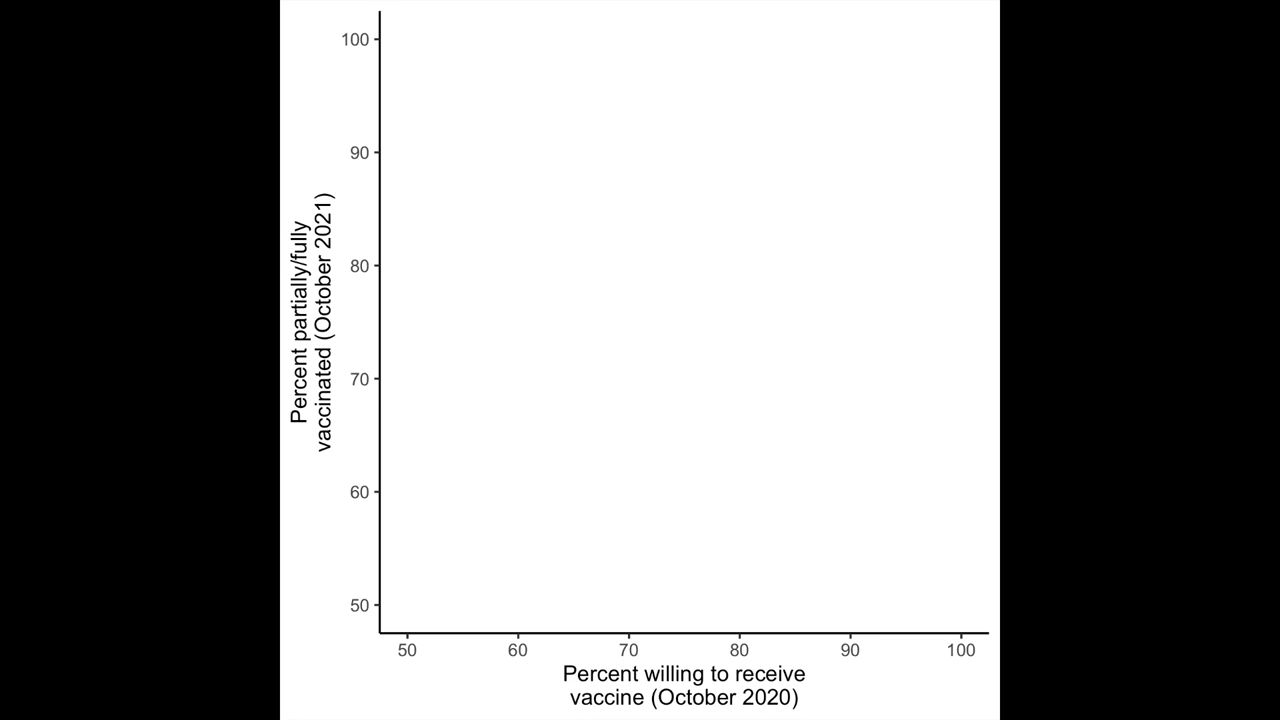 Percent partially/fully
vaccinated (October 2021)
100
90
80
70
60
50
50 60 70 80 90 100
Percent willing to receive
vaccine (October 2020)